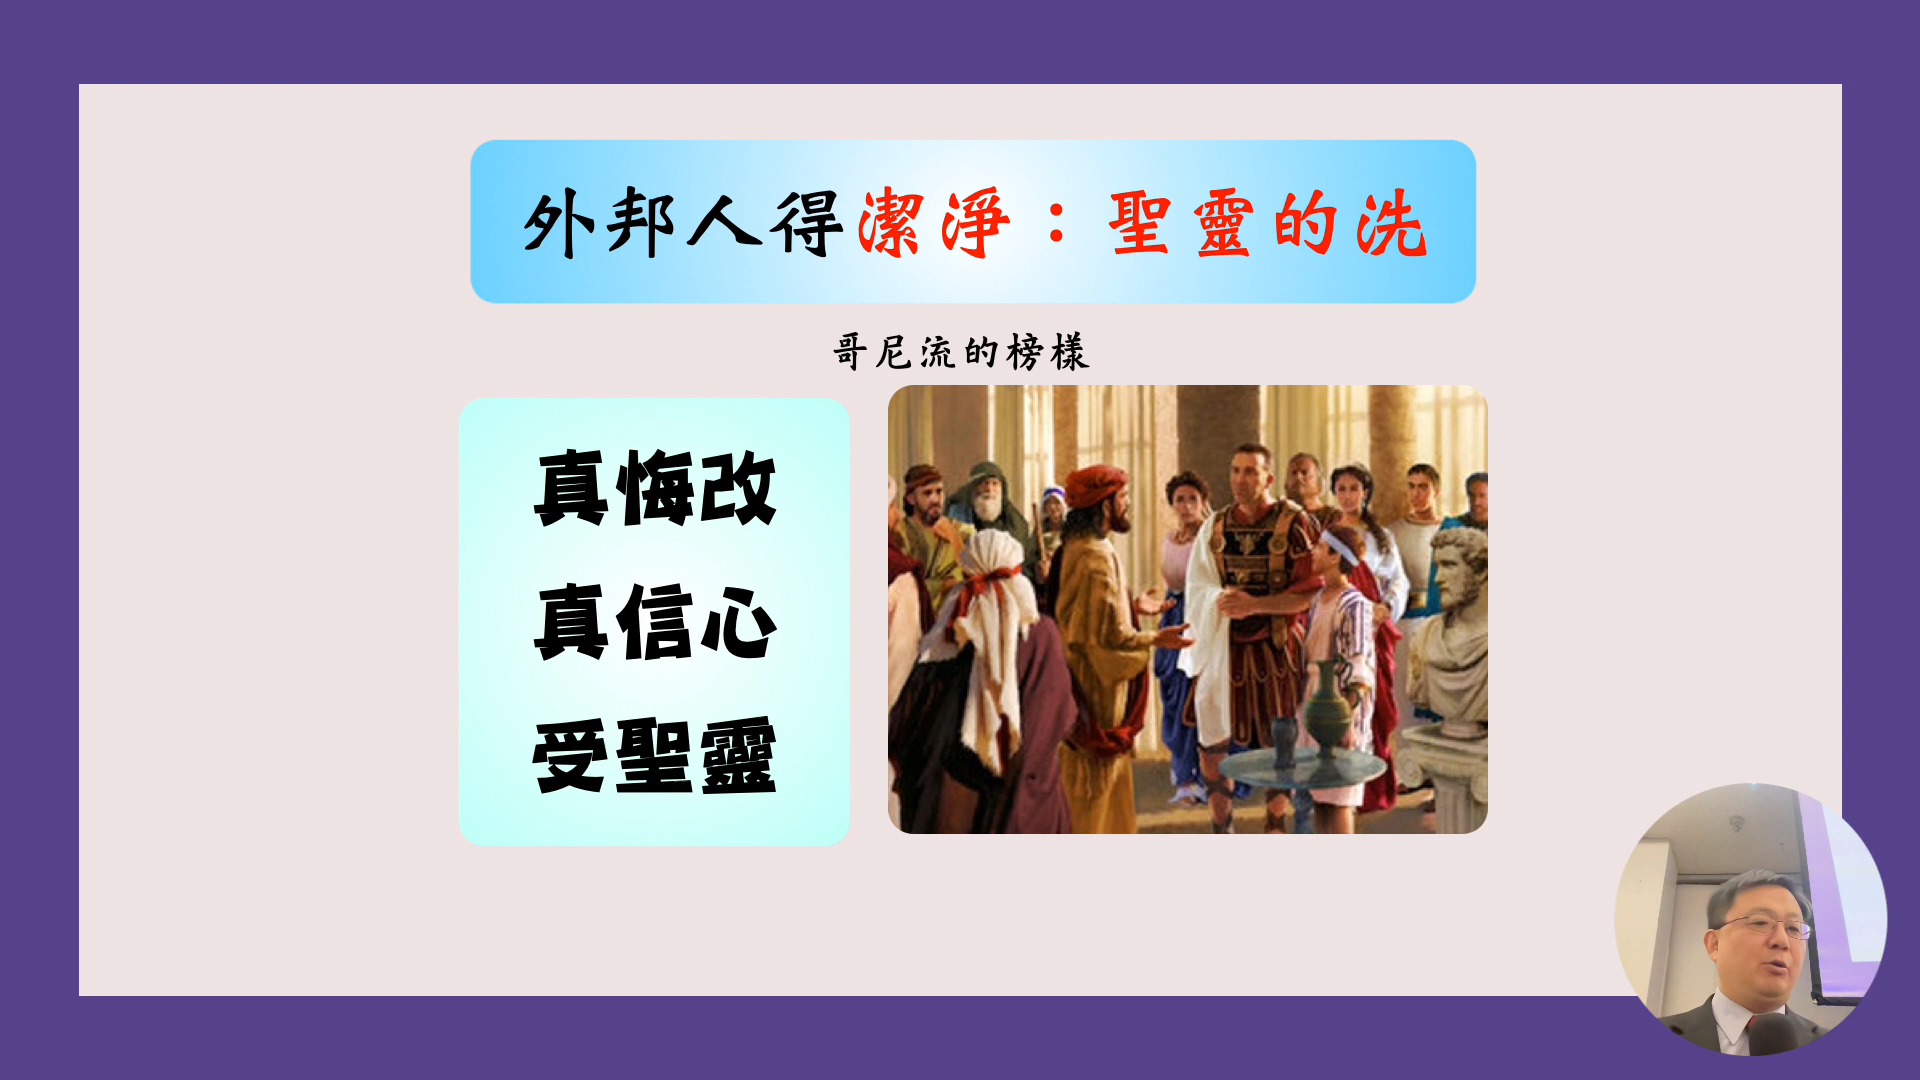 外邦人得潔淨：聖靈的洗
哥尼流的榜樣
真悔改
真信心
受聖靈